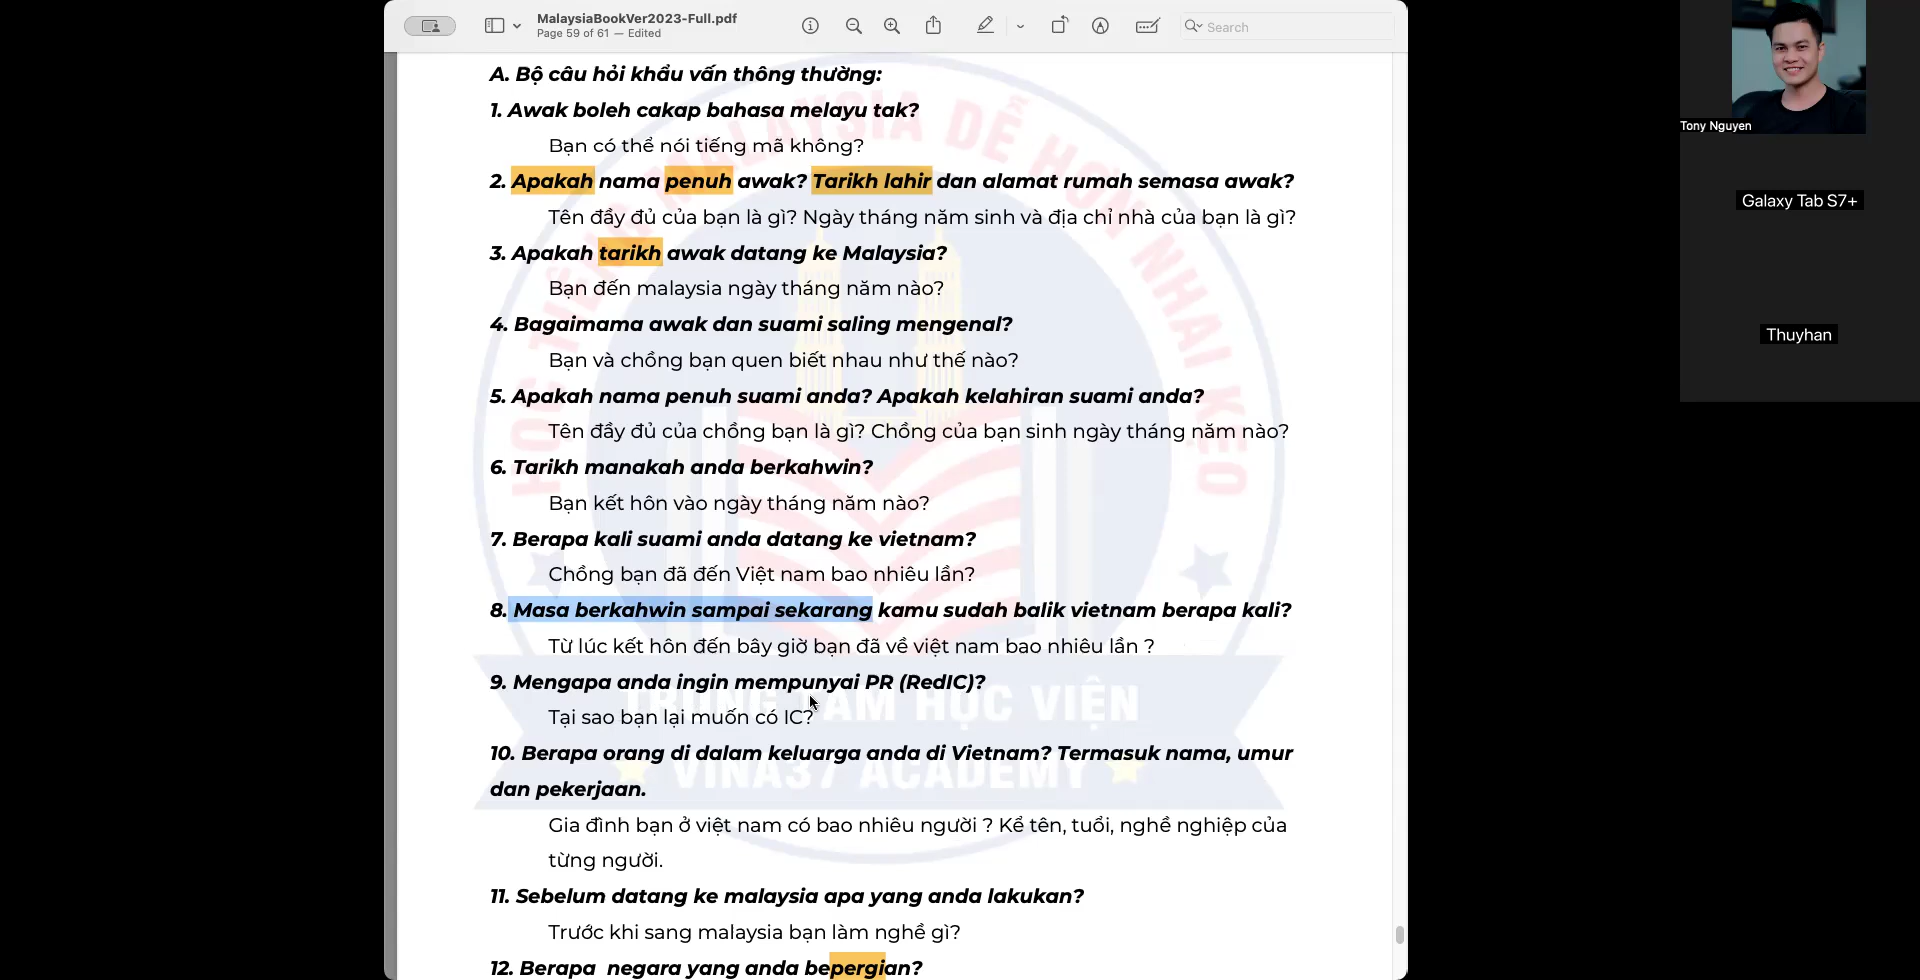 MalaysiaBookVer2023-Full.pdf
Page 59 of 61 — Edited
Search
A. Bộ câu hỏi khẩu vấn thông thường:
1. Awak boleh cakap bahasa melayu tak?
Bạn có thể nói tiếng mã không?
2. Apakah nama penuh awak? Tarikh lahir dan alamat rumah semasa awak?
Tên đầy đủ của bạn là gì? Ngày tháng năm sinh và địa chỉ nhà của bạn là gì?
3. Apakah tarikh awak datang ke Malaysia?
Bạn đến malaysia ngày tháng năm nào?
4. Bagaimama awak dan suami saling mengenal?
Bạn và chồng bạn quen biết nhau như thế nào?
5. Apakah nama penuh suami anda? Apakah kelahiran suami anda?
Tên đầy đủ của chồng bạn là gì? Chồng của bạn sinh ngày tháng năm nào?
6. Tarikh manakah anda berkahwin?
Bạn kết hôn vào ngày tháng năm nào?
7. Berapa kali suami anda datang ke vietnam?
Chồng bạn đã đến Việt nam bao nhiêu lần?
8. Masa berkahwin sampai sekarang kamu sudah balik vietnam berapa kali?
Từ lúc kết hôn đến bây giờ bạn đã về việt nam bao nhiêu lần ?
9. Mengapa anda ingin mempunyai PR (RedIC)?
Tại sao bạn lại muốn có IC?
10. Berapa orang di dalam keluarga anda di Vietnam? Termasuk nama, umur
dan pekerjaan.
Gia đình bạn ở việt nam có bao nhiêu người ? Kể tên, tuổi, nghề nghiệp của
từng người.
11. Sebelum datang ke malaysia apa yang anda lakukan?
Trước khi sang malaysia bạn làm nghề gì?
12. Berapa negara yang anda bepergian?
HỌC TIẾNG MALAYSIA DỄ HƠN NHAI KẸO
TRUNG TÂM HỌC VIỆN
VINA37 ACADEMY
Tony Nguyen
Galaxy Tab S7+
Thuyhan